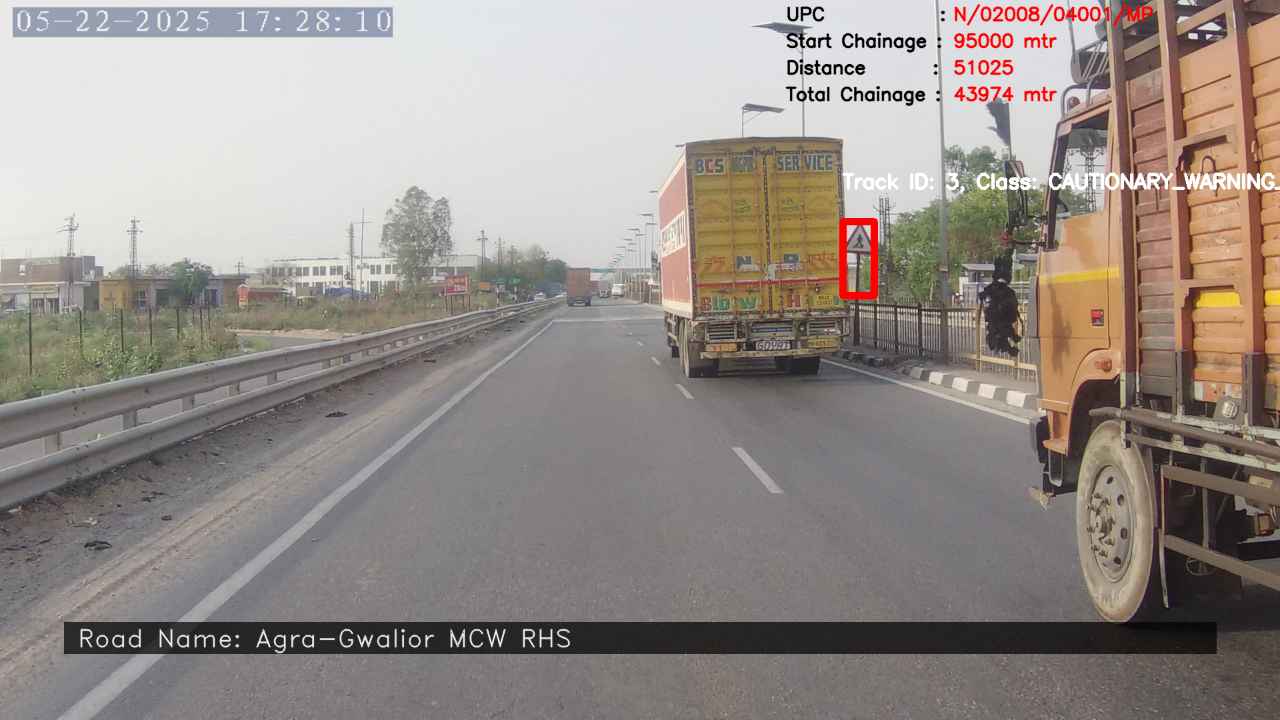 05-22-2025 17:28:10
UPC : N/02008/04001/MP
Start Chainage : 95000 mtr
Distance : 51025
Total Chainage : 43974 mtr
BCS SERVICE
Track ID: 3, Class: CAUTIONARY_WARNING_
Road Name: Agra-Gwalior MCW RHS